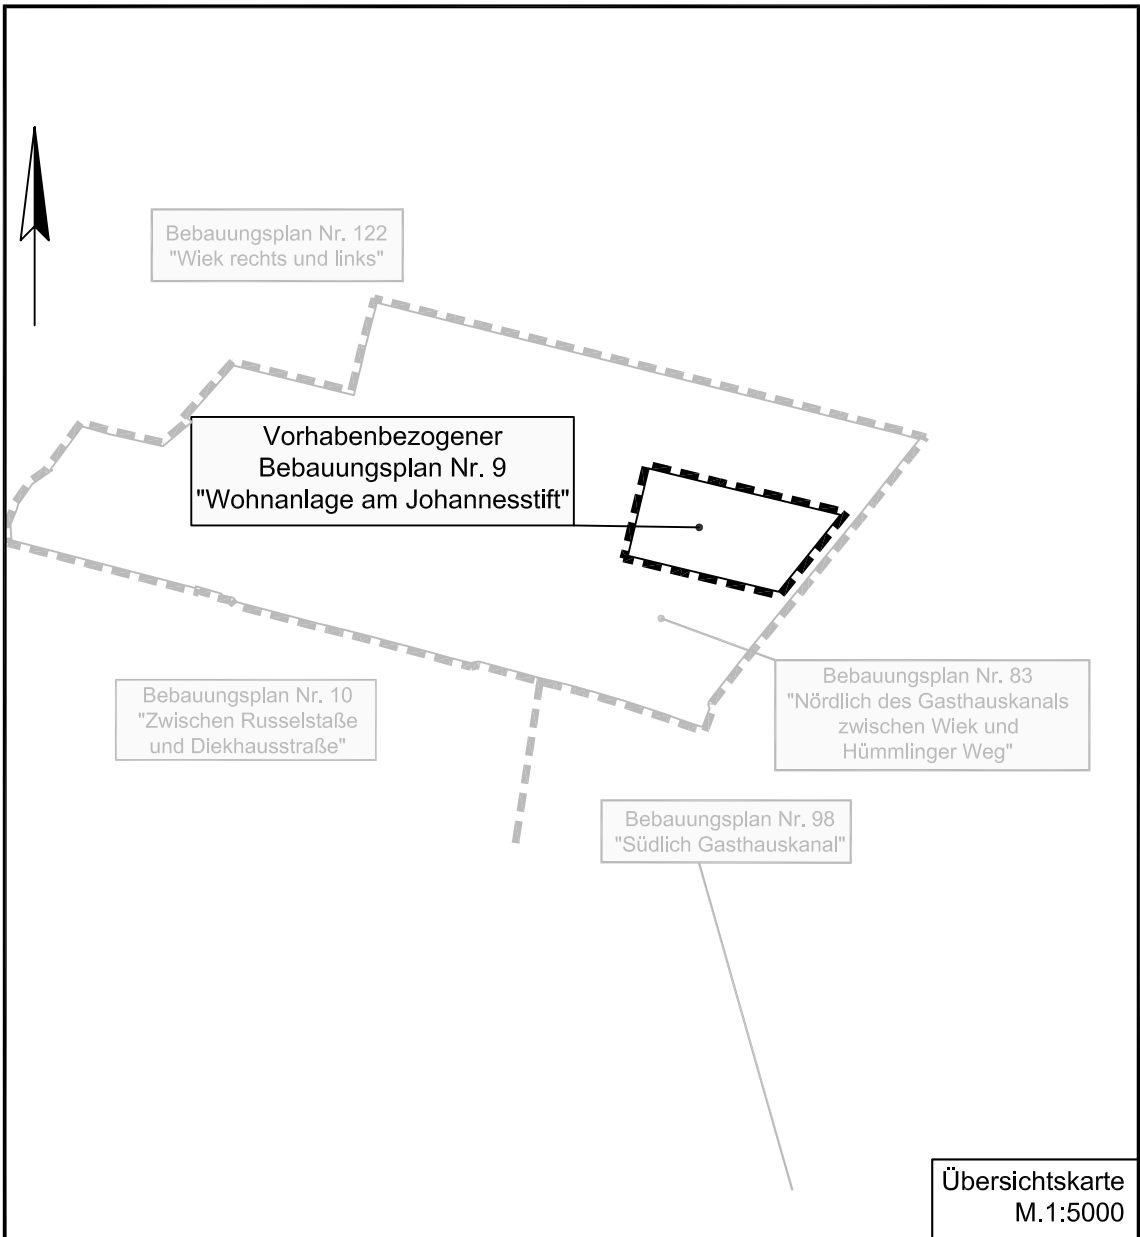 Bebauungsplan Nr. 122
"Wiek rechts und links"
Vorhabenbezogener
Bebauungsplan Nr. 9
"Wohnanlage am Johannesstift"
Bebauungsplan Nr. 10
"Zwischen Russelstaße
und Diekhausstraße"
Bebauungsplan Nr. 83
"Nördlich des Gasthauskanals
zwischen Wiek und
Hümmlinger Weg"
Bebauungsplan Nr. 98
"Südlich Gasthauskanal"
Übersichtskarte
M.1:5000